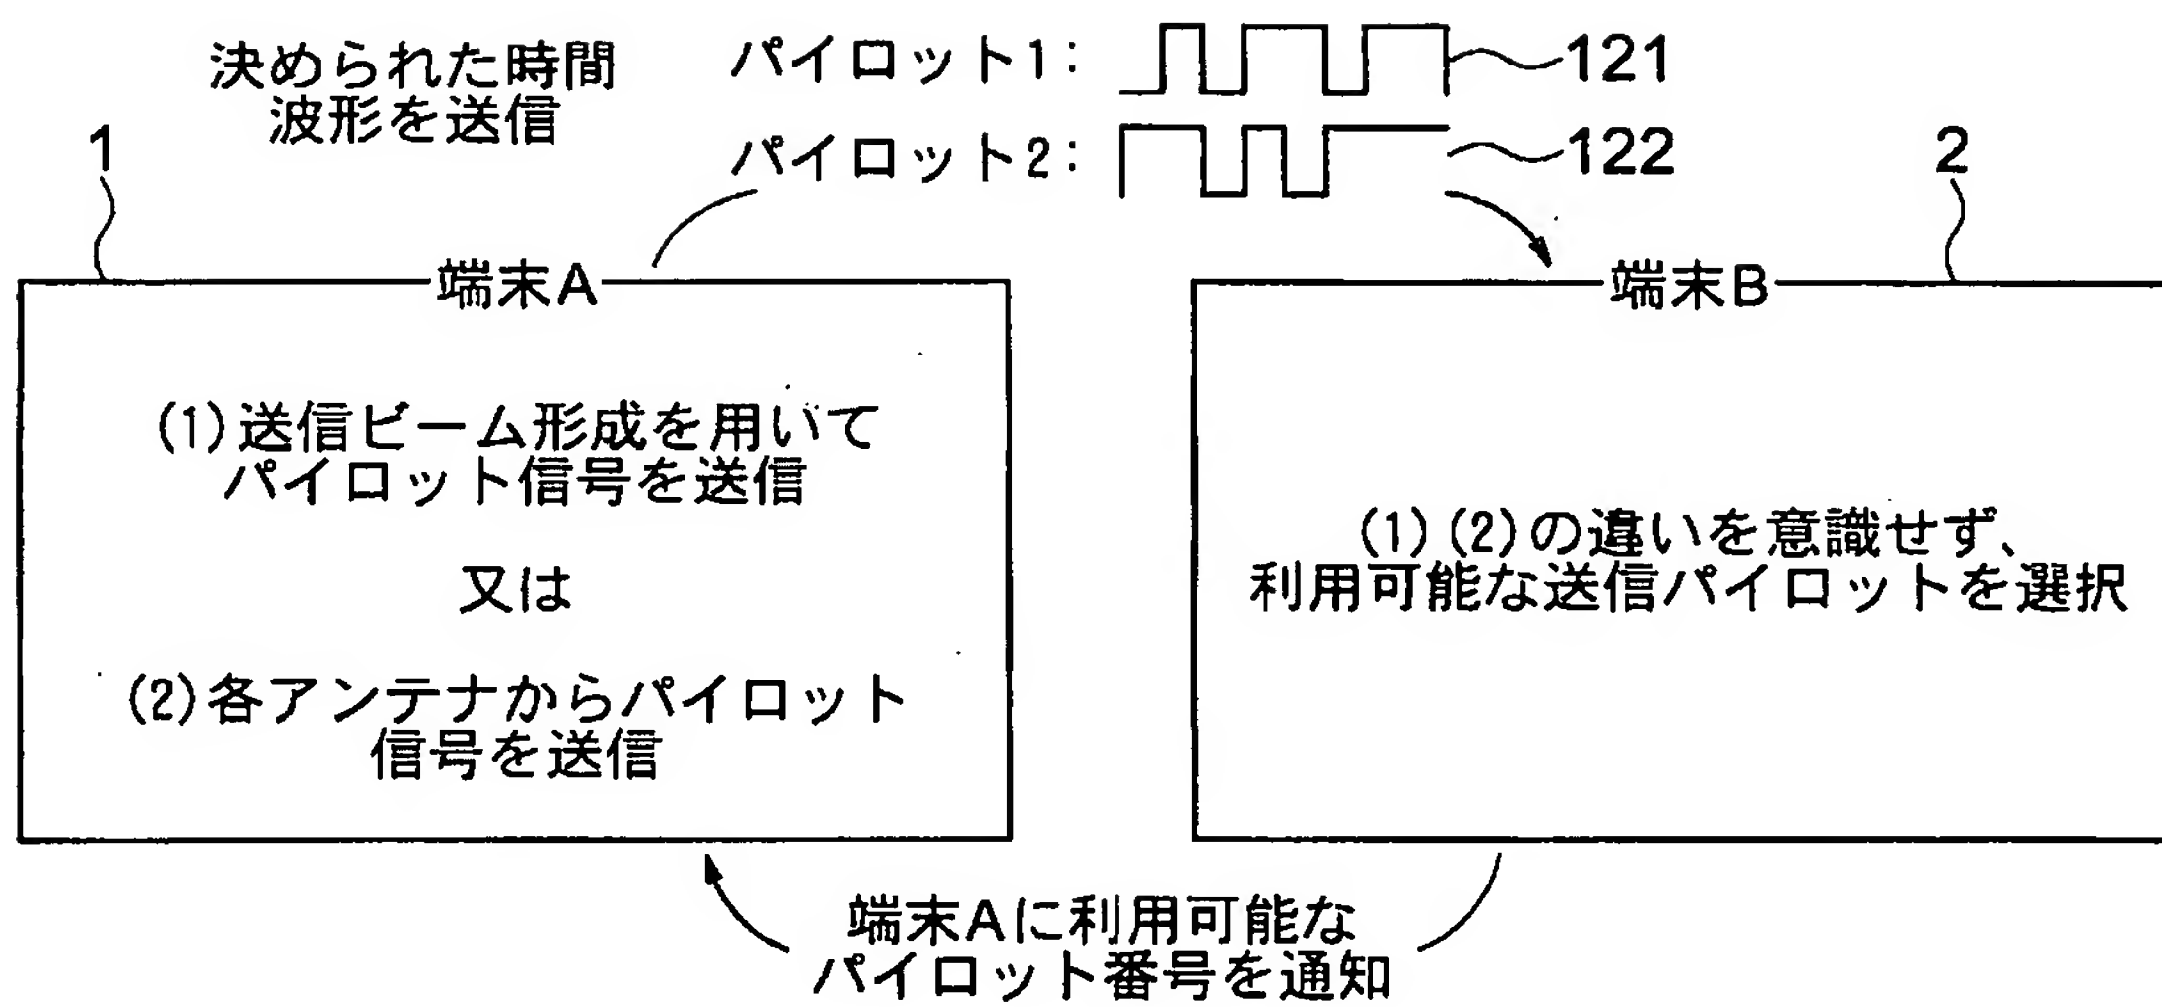 決められた時間
波形を送信
パイロット1:
121
パイロット2:
122
1
2
端末A
端末B
(1)送信ビーム形成を用いて
パイロット信号を送信
又は
(2)各アンテナからパイロット
信号を送信
(1)(2)の違いを意識せず、
利用可能な送信パイロットを選択
端末Aに利用可能な
パイロット番号を通知